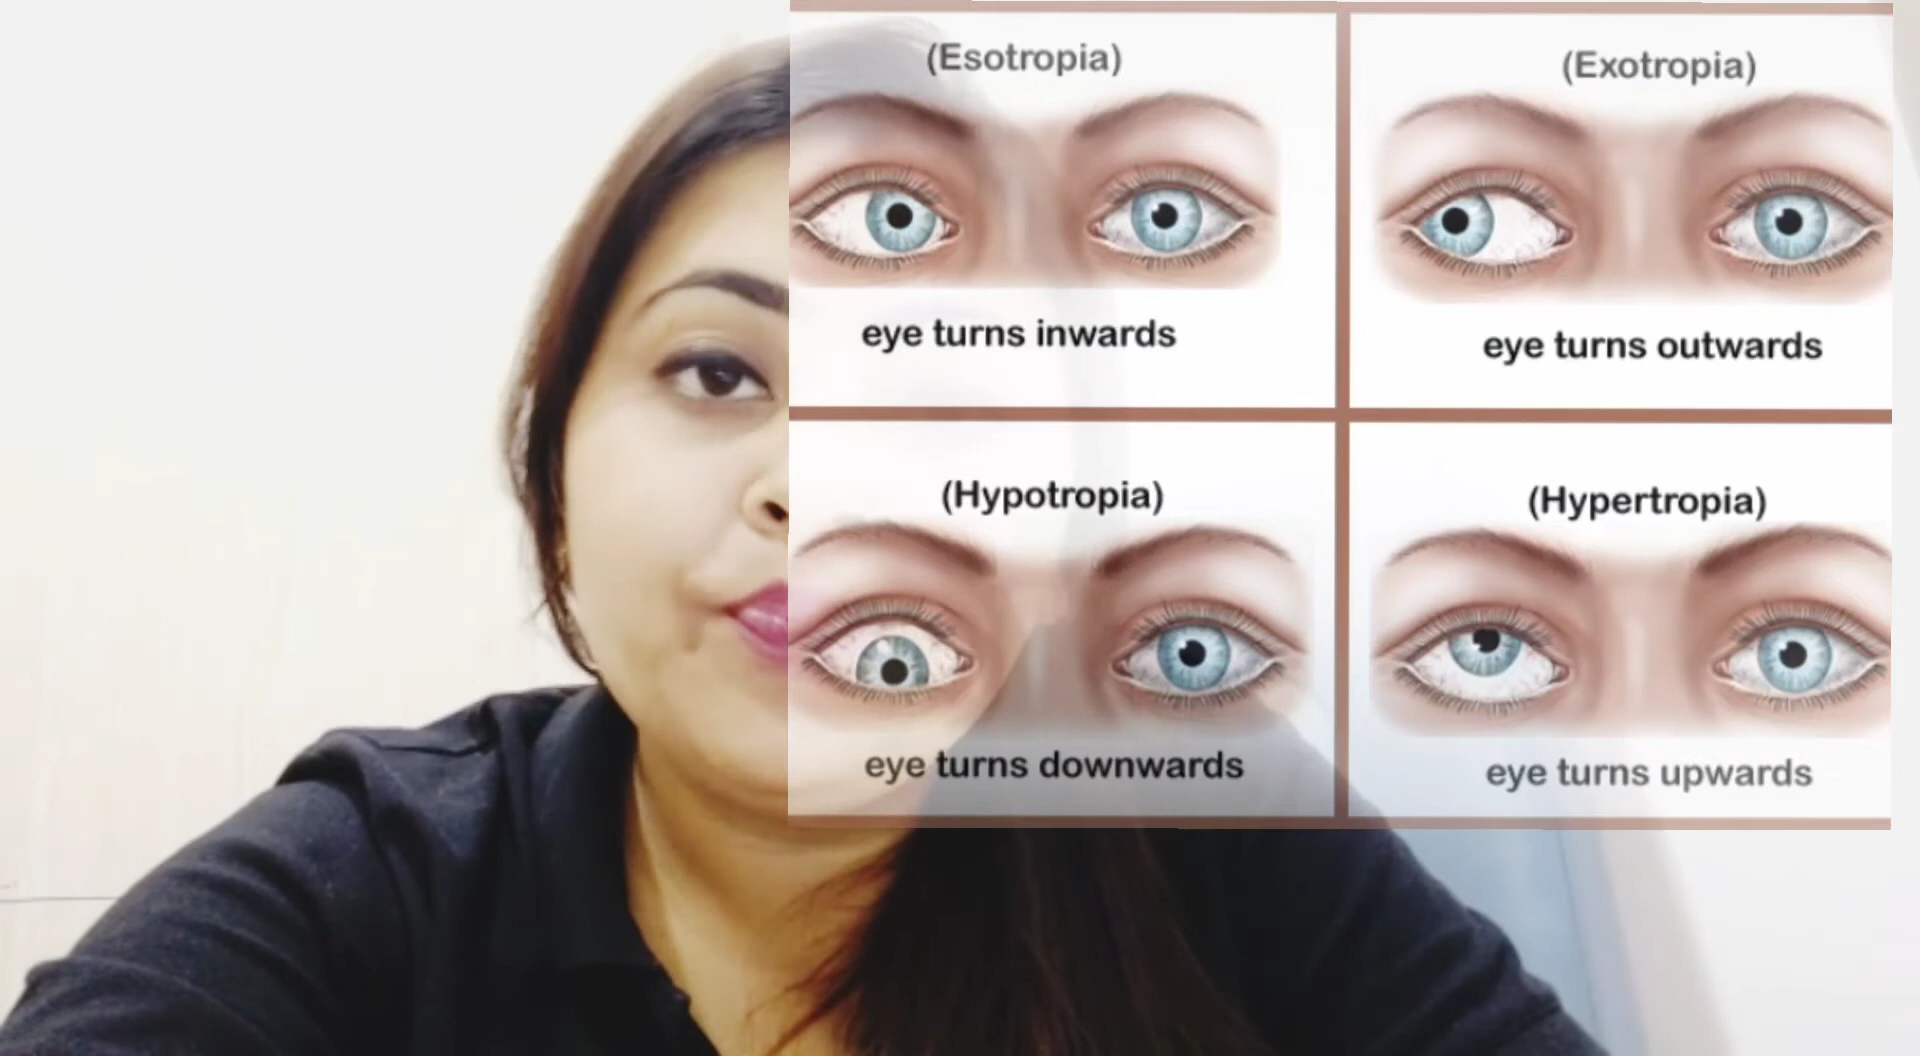 (Esotropia)
(Exotropia)
eye turns inwards
eye turns outwards
(Hypotropia)
(Hypertropia)
eye turns downwards
eye turns upwards